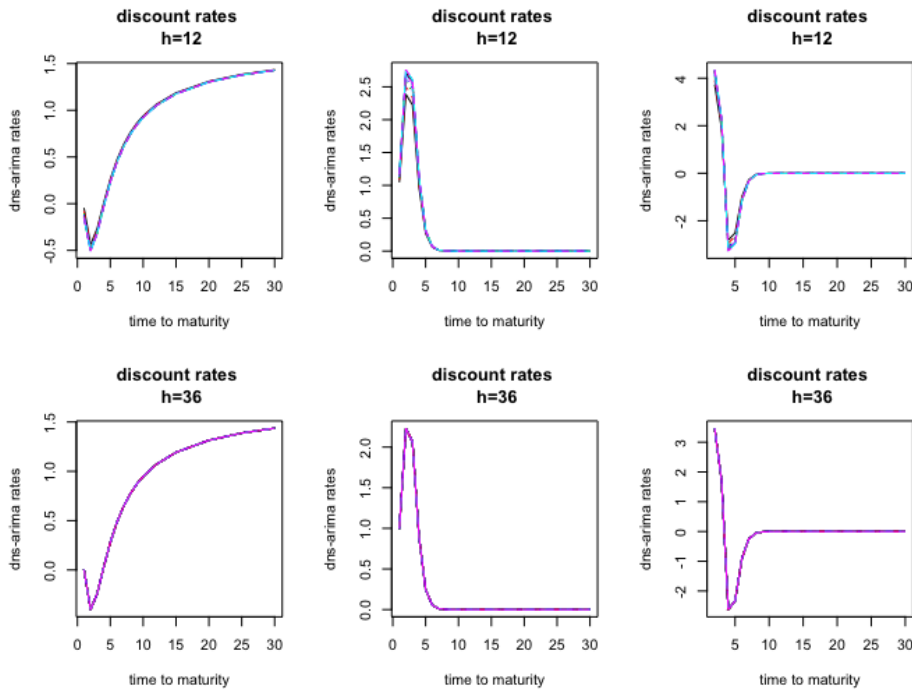 discount rates
h=12
dns-arima rates
-0.5 0.0 0.5 1.0 1.5
0 5 10 15 20 25 30
time to maturity
discount rates
h=12
dns-arima rates
0.0 0.5 1.0 1.5 2.0 2.5
0 5 10 15 20 25 30
time to maturity
discount rates
h=12
dns-arima rates
-2 0 2 4
5 10 15 20 25 30
time to maturity
discount rates
h=36
dns-arima rates
0.0 0.5 1.0 1.5
0 5 10 15 20 25 30
time to maturity
discount rates
h=36
dns-arima rates
0.0 0.5 1.0 1.5 2.0
0 5 10 15 20 25 30
time to maturity
discount rates
h=36
dns-arima rates
-2 -1 0 1 2 3
5 10 15 20 25 30
time to maturity